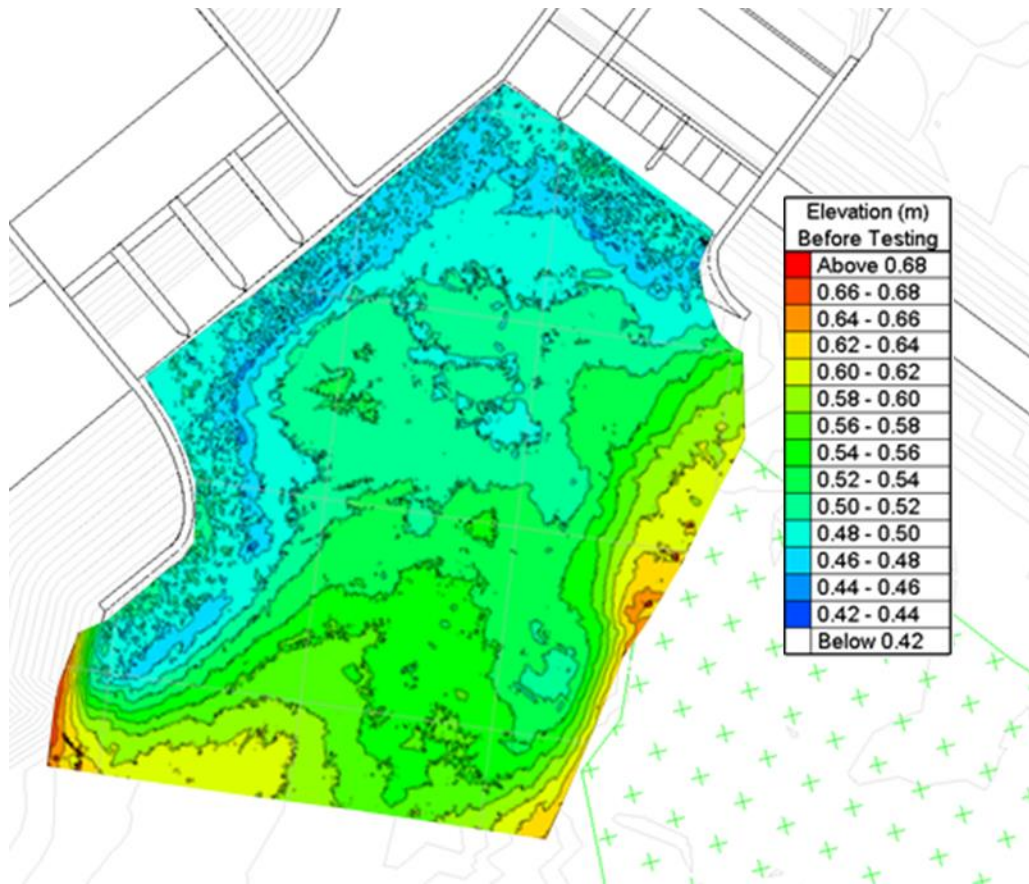 Elevation (m)
Before Testing
Above 0.68
0.66 - 0.68
0.64 - 0.66
0.62 - 0.64
0.60 - 0.62
0.58 - 0.60
0.56 - 0.58
0.54 - 0.56
0.52 - 0.54
0.50 - 0.52
0.48 - 0.50
0.46 - 0.48
0.44 - 0.46
0.42 - 0.44
Below 0.42